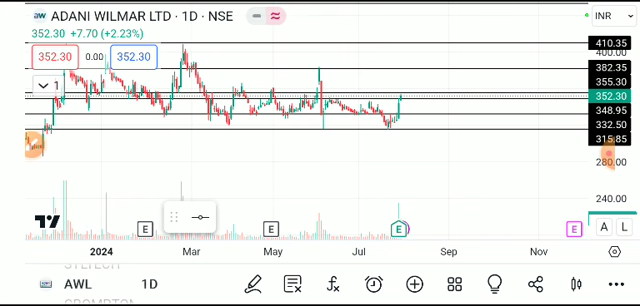 ADANI WILMAR LTD · 1D · NSE
INR
352.30 +7.70 (+2.23%)
352.30 0.00 352.30
1
410.35
400.00
382.35
355.30
352.30
348.95
332.50
315.85
280.00
240.00
E E E E
A L
2024 Mar May Jul Sep Nov
AWL 1D